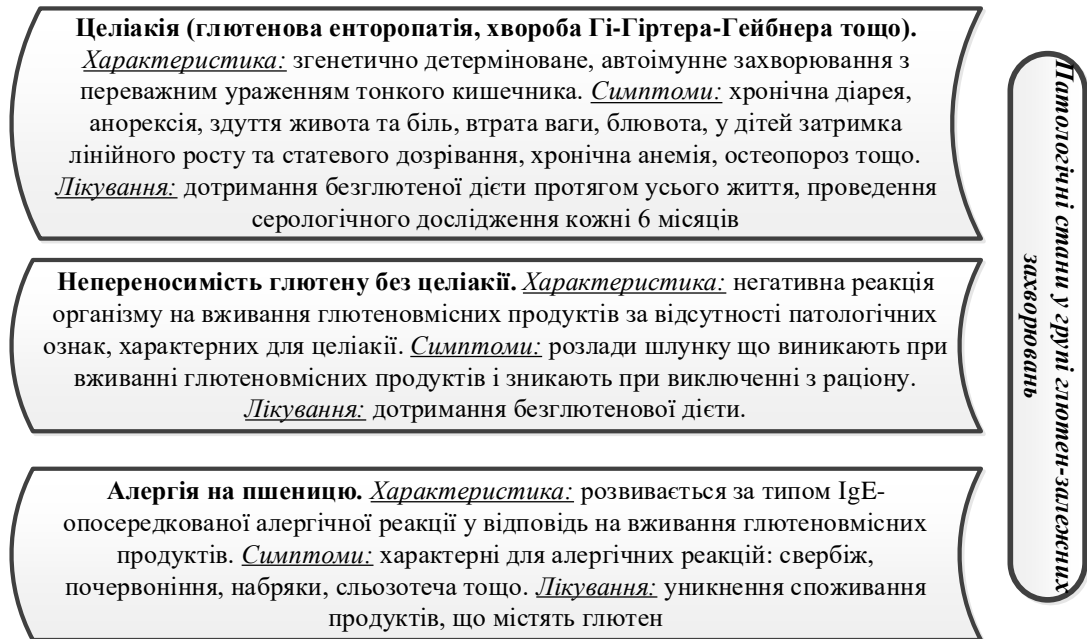 Целіакія (глютенова енторопатія, хвороба Гі-Гіртера-Гейбнера тощо).
Характеристика: згенетично детерміноване, автоімунне захворювання з
переважним ураженням тонкого кишечника. Симптоми: хронічна діарея,
анорексія, здуття живота та біль, втрата ваги, блювота, у дітей затримка
лінійного росту та статевого дозрівання, хронічна анемія, остеопороз тощо.
Лікування: дотримання безглютеної дієти протягом усього життя, проведення
серологічного дослідження кожні 6 місяців
Непереносимість глютену без целіакії. Характеристика: негативна реакція
організму на вживання глютеновмісних продуктів за відсутності патологічних
ознак, характерних для целіакії. Симптоми: розлади шлунку що виникають при
вживанні глютеновмісних продуктів і зникають при виключенні з раціону.
Лікування: дотримання безглютенової дієти.
Алергія на пшеницю. Характеристика: розвивається за типом IgE-
опосередкованої алергічної реакції у відповідь на вживання глютеновмісних
продуктів. Симптоми: характерні для алергічних реакцій: свербіж,
почервоніння, набряки, сльозотеча тощо. Лікування: уникнення споживання
продуктів, що містять глютен
Патологічні стани у групі глютен-залежних
захворювань